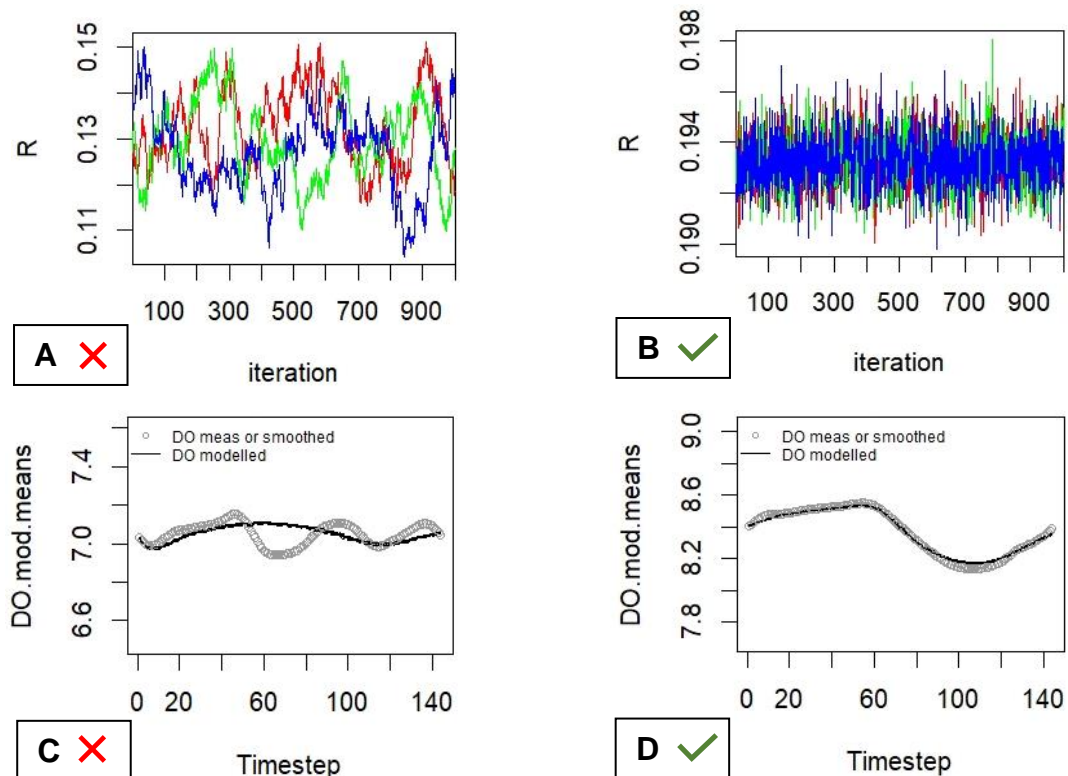 0.15
0.13
0.11
R
100 300 500 700 900
iteration
A
0.198
0.194
0.190
R
100 300 500 700 900
iteration
B
DO meas or smoothed
DO modelled
7.4
7.0
6.6
DO.mod.means
0 20 60 100 140
Timestep
C
DO meas or smoothed
DO modelled
9.0
8.6
8.2
7.8
DO.mod.means
0 20 60 100 140
Timestep
D